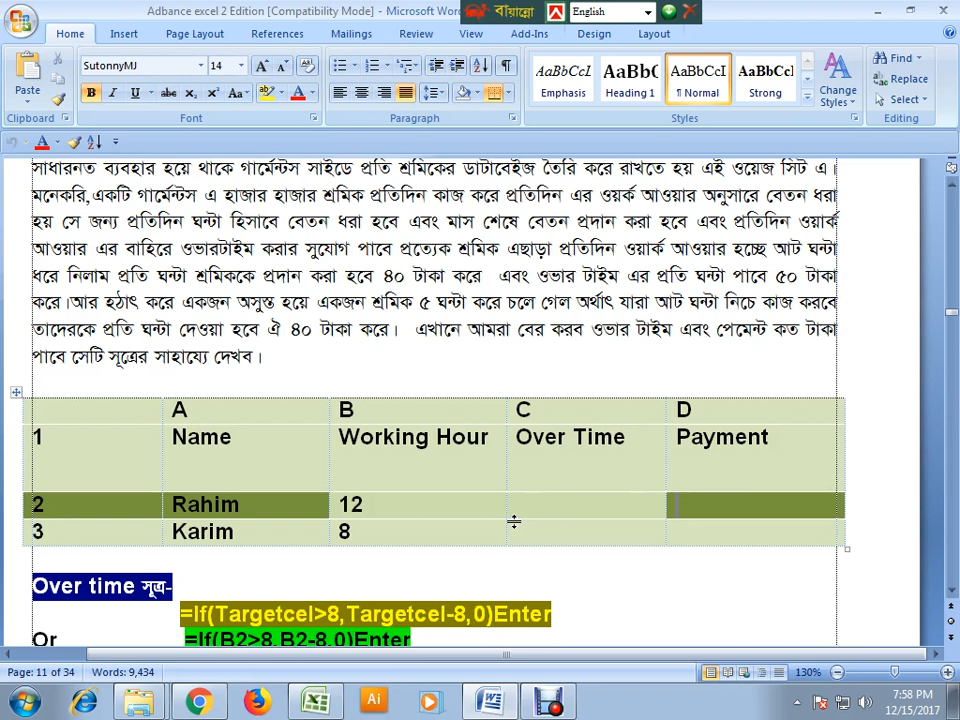 Adbance excel 2 Edition [Compatibility Mode] - Microsoft Wor
বায়ান্নো
English
Home Insert Page Layout References Mailings Review View Add-Ins Design Layout
Paste
SutonnyMJ 14
B I U abe x₂ x² Aa A
AaBbCcI AaBb( AaBbCcI AaBbCcl
Emphasis Heading 1 ¶ Normal Strong
Change Styles
Find
Replace
Select
Clipboard Font Paragraph Styles Editing
সাধারনত ব্যবহার হয়ে থাকে গার্মেন্টস সাইডে প্রতি শ্রমিকের ডাটাবেইজ তৈরি করে রাখতে হয় এই ওয়েজ সিট এ।
মনেকরি,একটি গার্মেন্টস এ হাজার হাজার শ্রমিক প্রতিদিন কাজ করে প্রতিদিন এর ওয়র্ক আওয়ার অনুসারে বেতন ধরা
হয় সে জন্য প্রতিদিন ঘন্টা হিসাবে বেতন ধরা হবে এবং মাস শেষে বেতন প্রদান করা হবে এবং প্রতিদিন ওয়ার্ক
আওয়ার এর বাহিরে ওভারটাইম করার সুযোগ পাবে প্রত্যেক শ্রমিক এছাড়া প্রতিদিন ওয়ার্ক আওয়ার হচ্ছে আট ঘন্টা
ধরে নিলাম প্রতি ঘন্টা শ্রমিককে প্রদান করা হবে ৪০ টাকা করে এবং ওভার টাইম এর প্রতি ঘন্টা পাবে ৫০ টাকা
করে।আর হঠাৎ করে একজন অসুস্ত হয়ে একজন শ্রমিক ৫ ঘন্টা করে চলে গেল অর্থাৎ যারা আট ঘন্টা নিচে কাজ করবে
তাদেরকে প্রতি ঘন্টা দেওয়া হবে ঐ ৪০ টাকা করে। এখানে আমরা বের করব ওভার টাইম এবং পেমেন্ট কত টাকা
পাবে সেটি সূত্রের সাহায্যে দেখব।
A B C D
1 Name Working Hour Over Time Payment
2 Rahim 12
3 Karim 8
Over time সূত্র-
=If(Targetcel>8,Targetcel-8,0)Enter
Or =If(B2>8,B2-8,0)Enter
Page: 11 of 34 Words: 9,434 130%
Ai
7:58 PM
12/15/2017